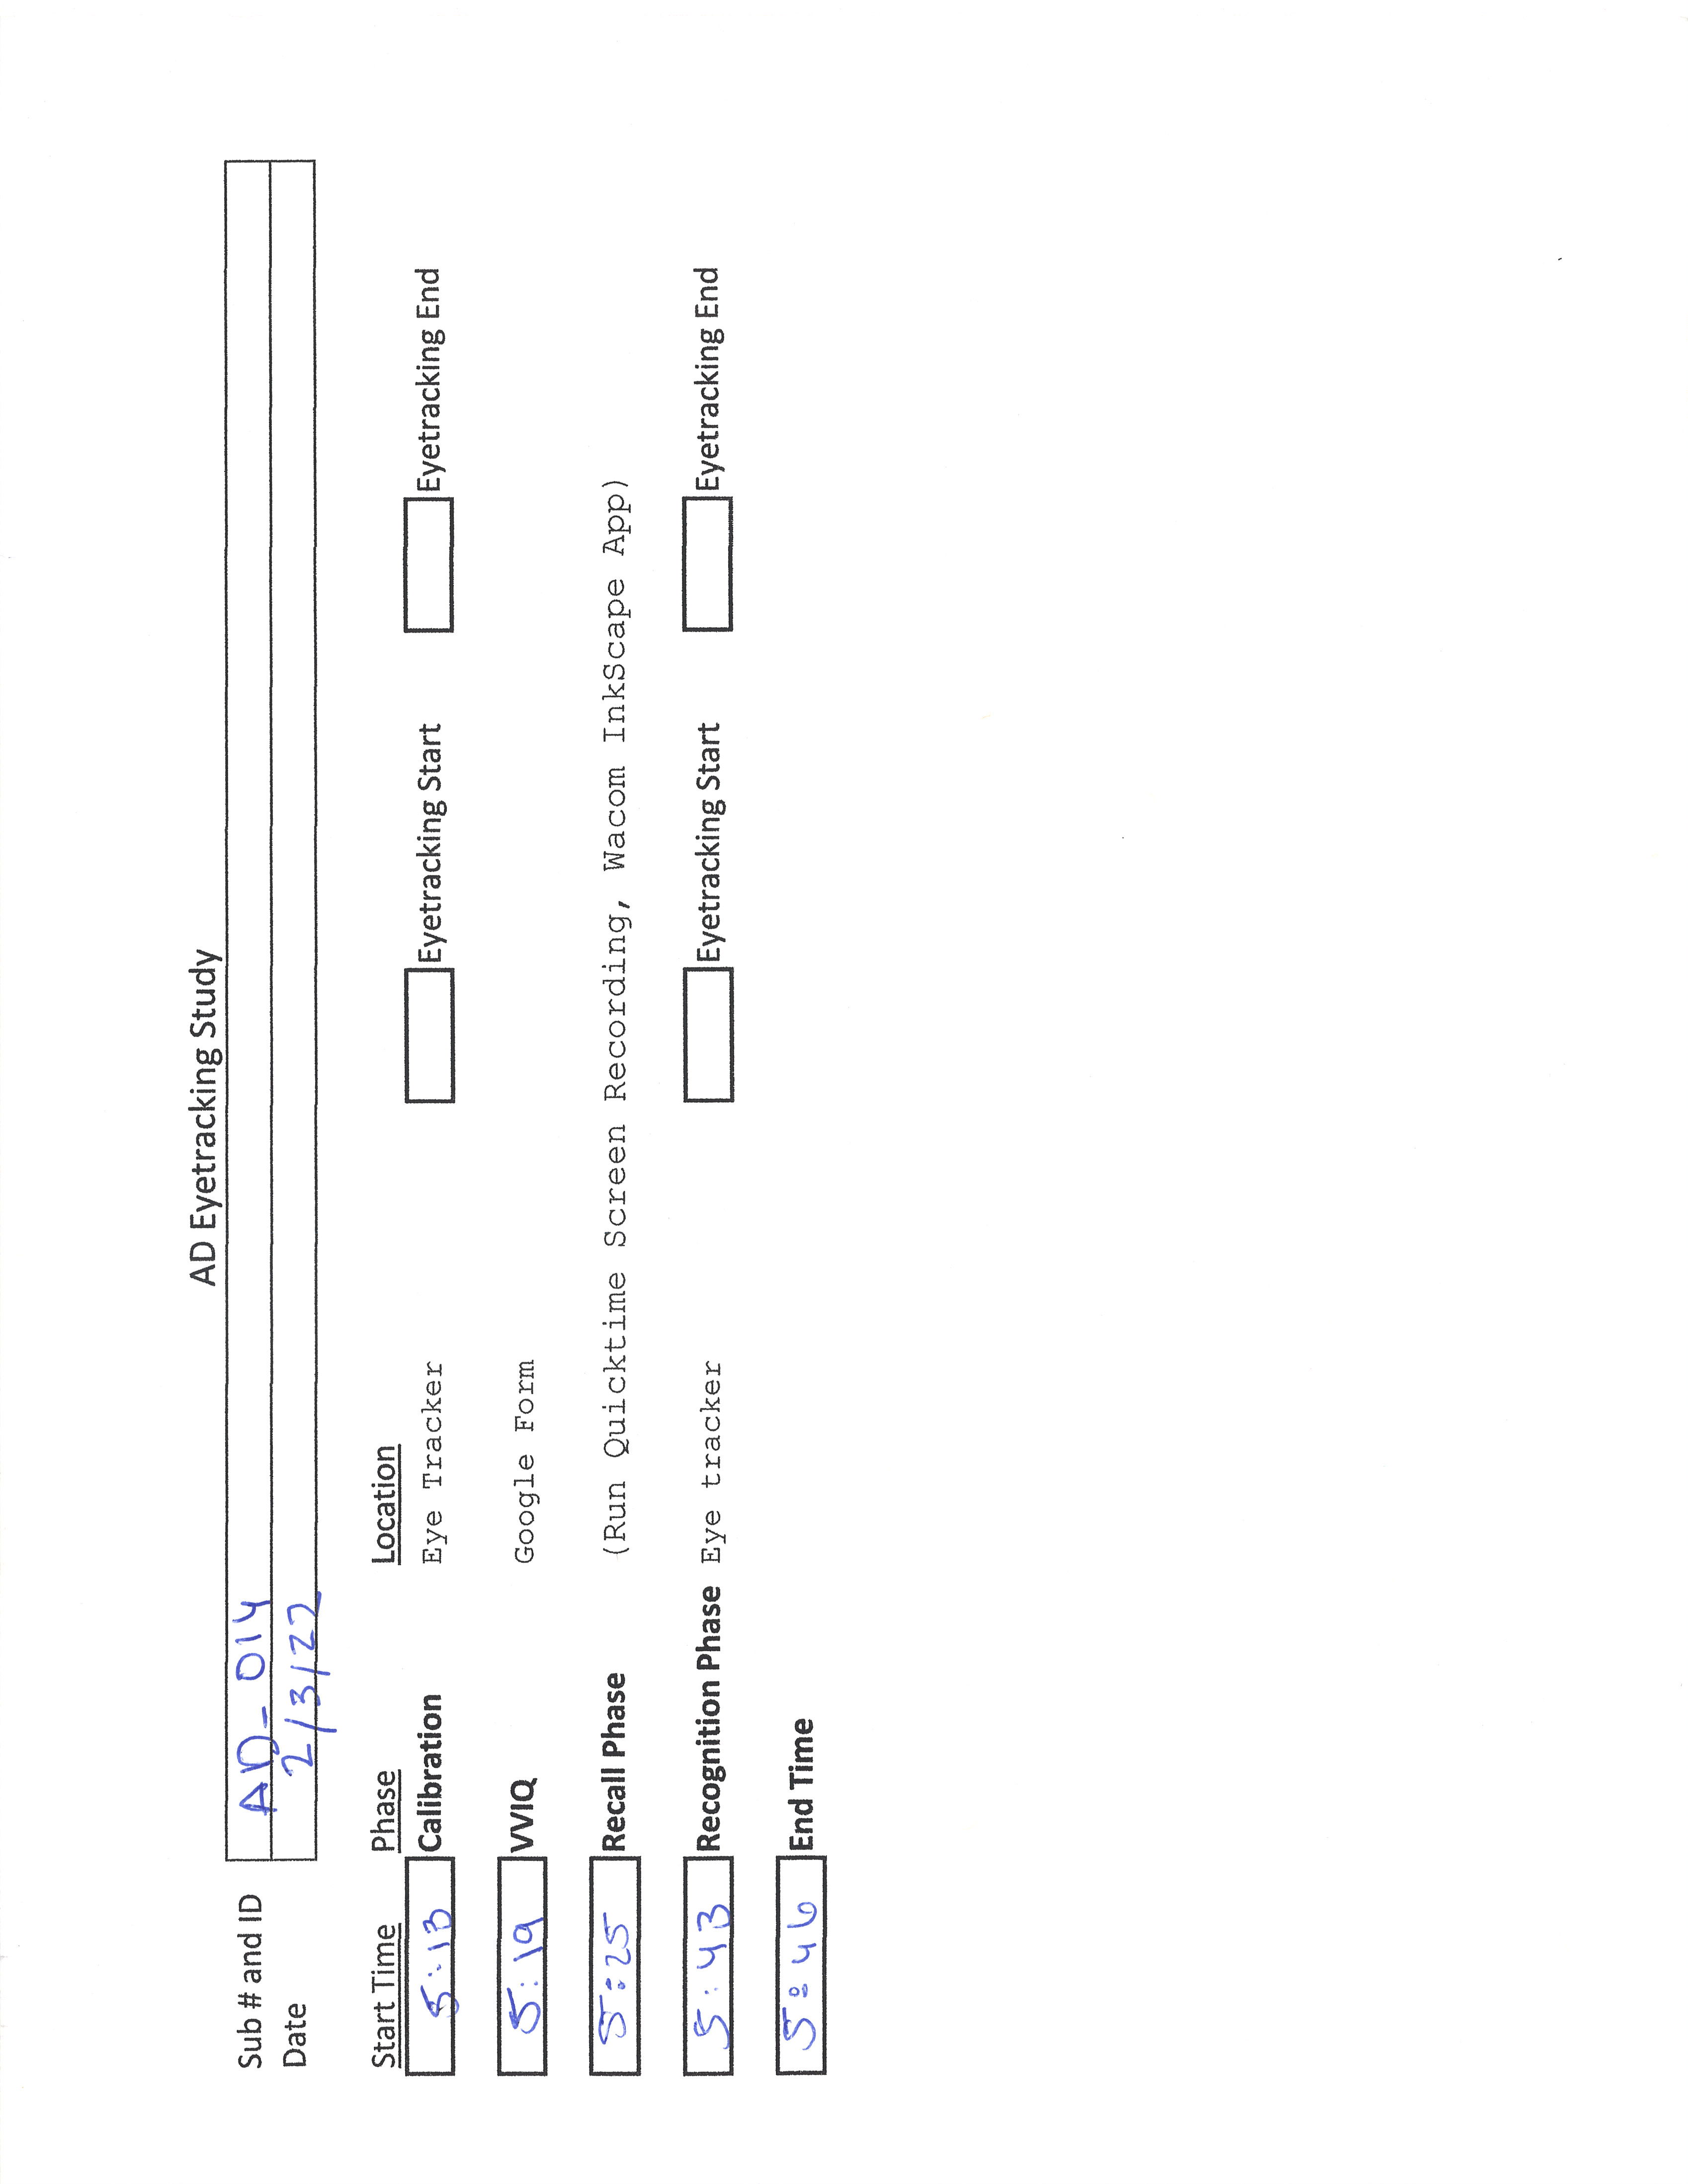 AD Eyetracking Study
Sub # and ID AD_014
Date 2/3/22
Start Time Phase Location
5:13 Calibration Eye Tracker Eyetracking Start Eyetracking End
5:19 VVIQ Google Form
5:25 Recall Phase (Run Quicktime Screen Recording, Wacom InkScape App)
5:43 Recognition Phase Eye tracker Eyetracking Start Eyetracking End
5:46 End Time